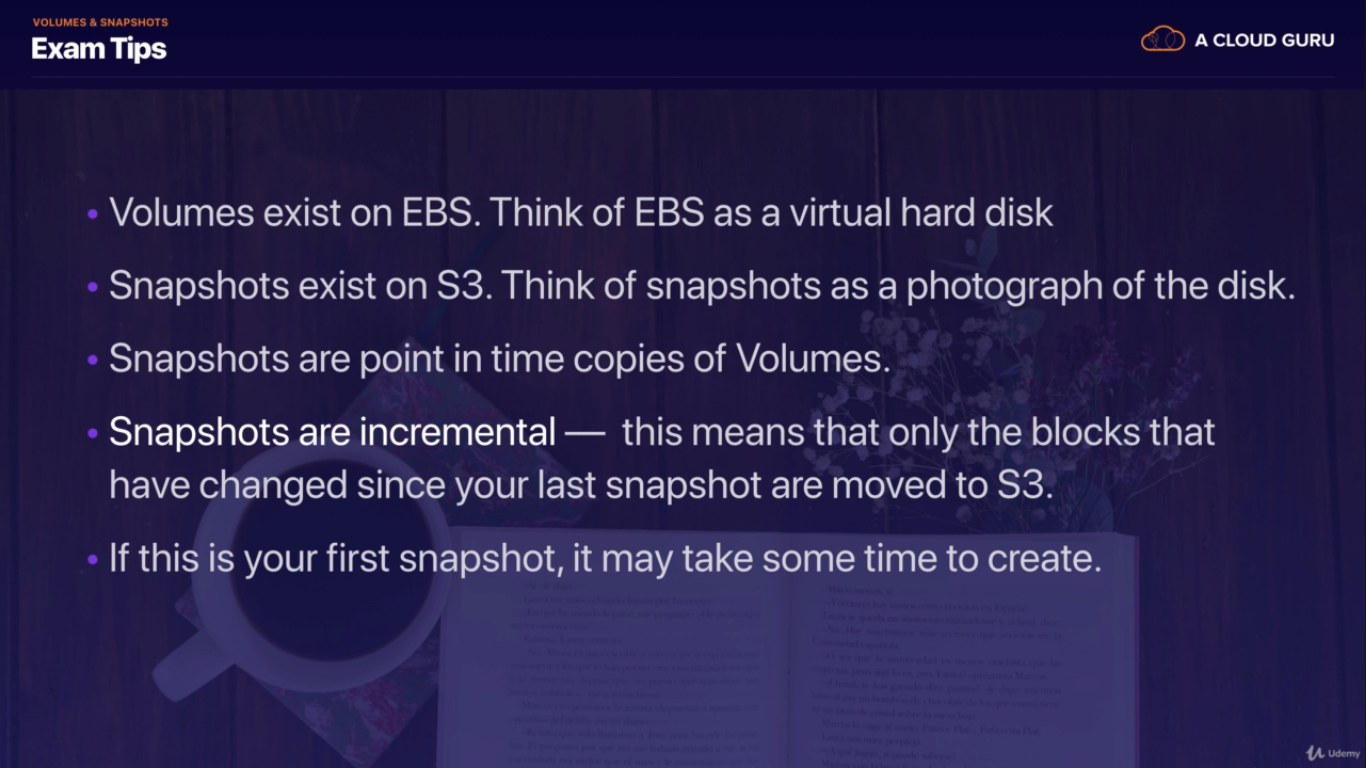 VOLUMES & SNAPSHOTS
Exam Tips
A CLOUD GURU
• Volumes exist on EBS. Think of EBS as a virtual hard disk
• Snapshots exist on S3. Think of snapshots as a photograph of the disk.
• Snapshots are point in time copies of Volumes.
• Snapshots are incremental — this means that only the blocks that
have changed since your last snapshot are moved to S3.
• If this is your first snapshot, it may take some time to create.
Udemy